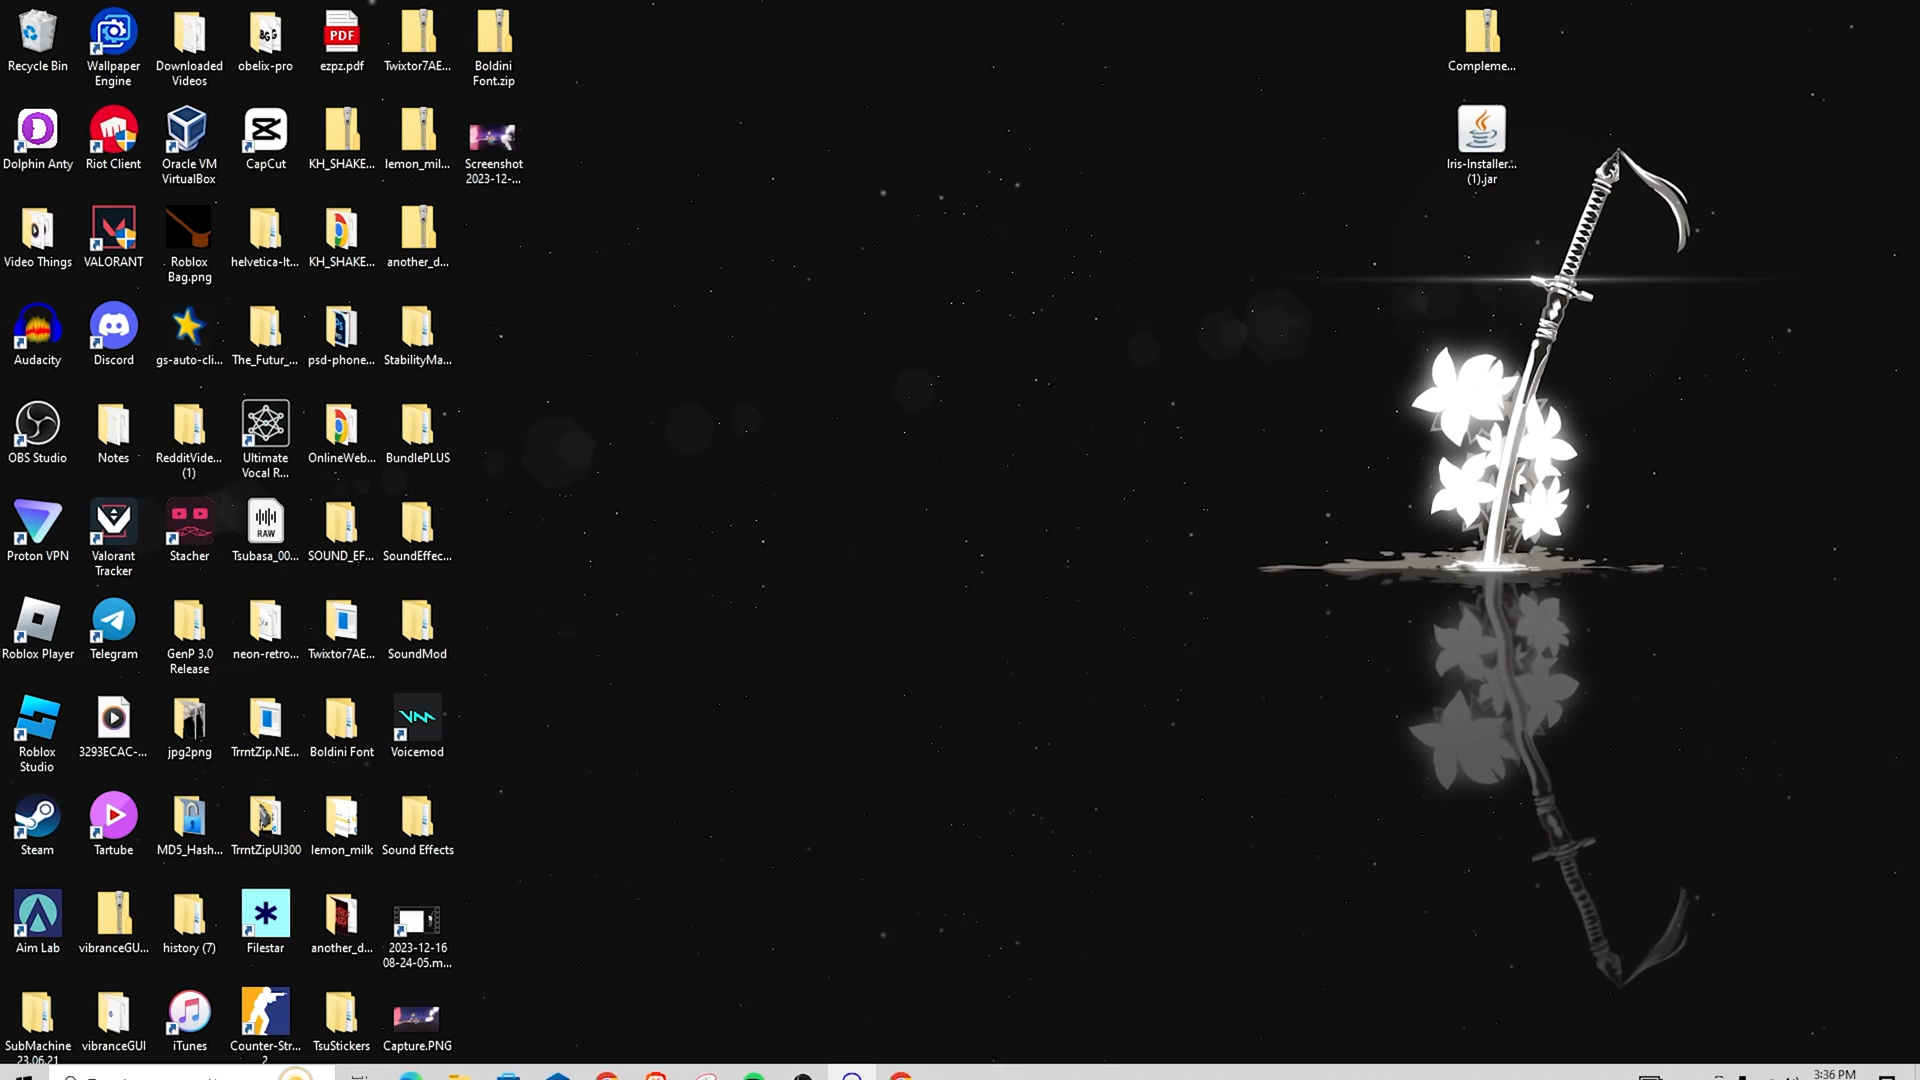 Recycle Bin
Wallpaper
Engine
Downloaded
Videos
obelix-pro
PDF
ezpz.pdf
Twixtor7AE...
Boldini
Font.zip
Compleme...
Dolphin Anty
Riot Client
Oracle VM
VirtualBox
CapCut
KH_SHAKE...
lemon_mil...
Screenshot
2023-12-...
Iris-Installer...
(1).jar
Video Things
VALORANT
Roblox
Bag.png
helvetica-lt...
KH_SHAKE...
another_d...
Audacity
Discord
gs-auto-cli...
The_Futur_...
psd-phone...
StabilityMa...
OBS Studio
Notes
RedditVide...
(1)
Ultimate
Vocal R...
OnlineWeb...
BundlePLUS
Proton VPN
Valorant
Tracker
Stacher
RAW
Tsubasa_00...
SOUND_EF...
SoundEffec...
Roblox Player
Telegram
GenP 3.0
Release
neon-retro...
Twixtor7AE...
SoundMod
Roblox
Studio
3293ECAC-...
jpg2png
TrrntZip.NE...
Boldini Font
Voicemod
Steam
Tartube
MD5_Hash...
TrrntZipUI300
lemon_milk
Sound Effects
Aim Lab
vibranceGU...
history (7)
Filestar
another_d...
2023-12-16
08-24-05.m...
SubMachine
23.06.21
vibranceGUI
iTunes
Counter-Str...
2
TsuStickers
Capture.PNG
3:36 PM